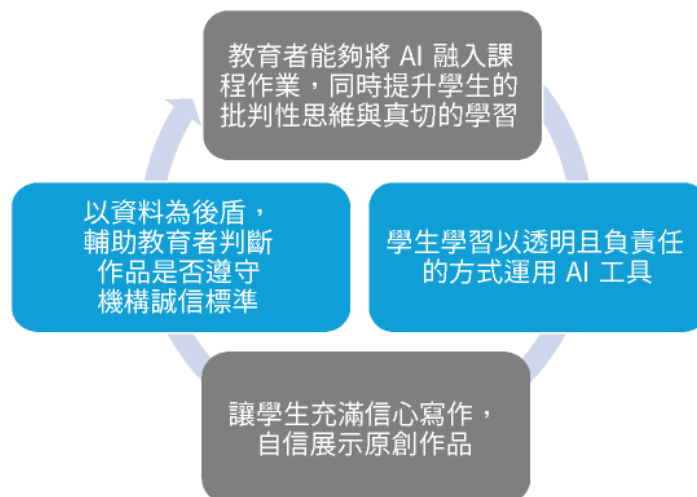 教育者能夠將 AI 融入課
程作業，同時提升學生的
批判性思維與真切的學習
學生學習以透明且負責任
的方式運用 AI 工具
讓學生充滿信心寫作，
自信展示原創作品
以資料為後盾，
輔助教育者判斷
作品是否遵守
機構誠信標準